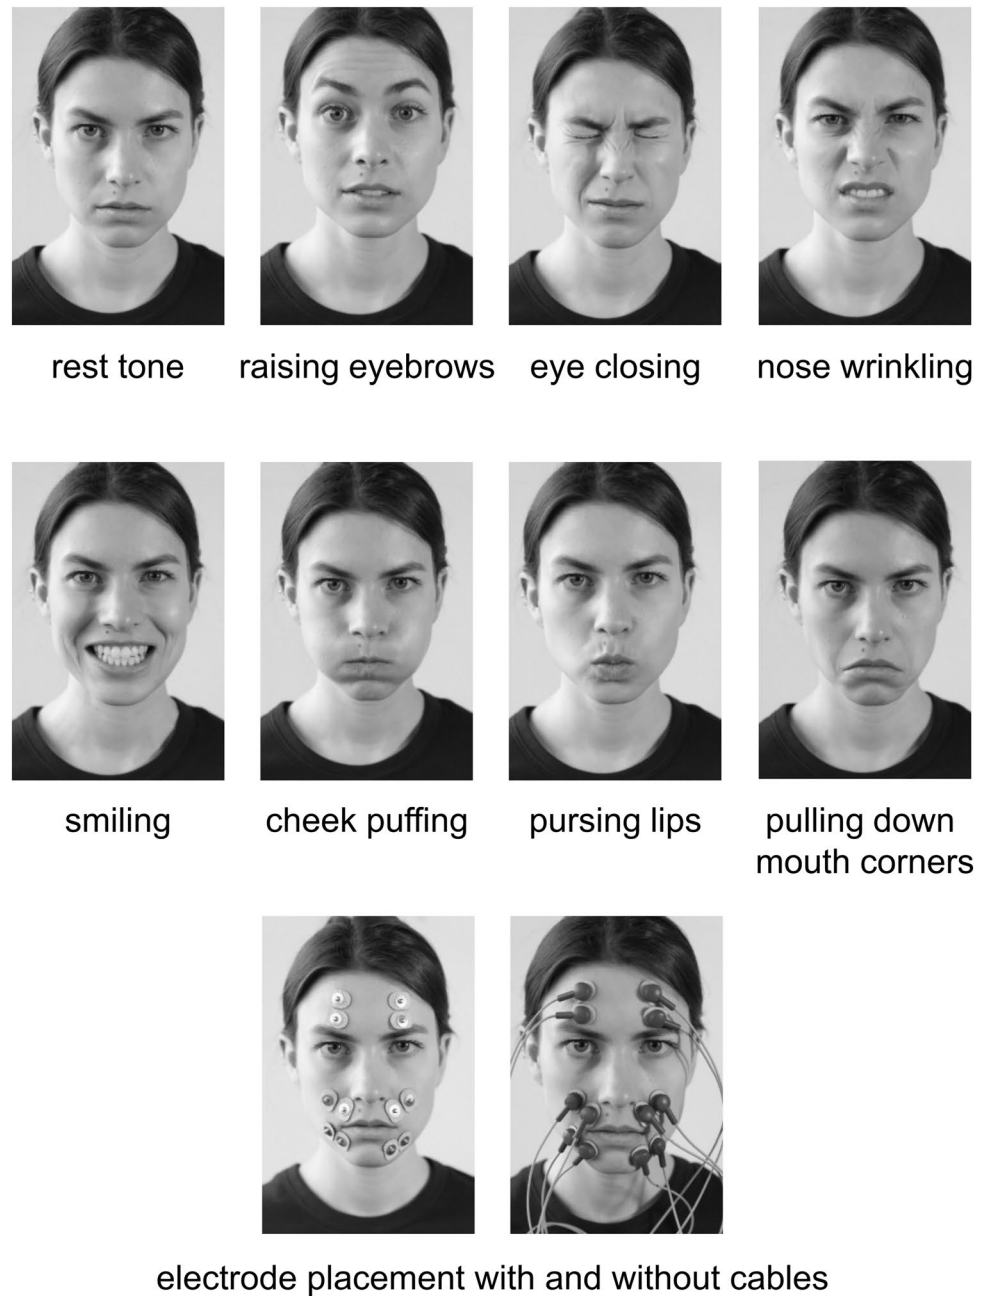 rest tone
raising eyebrows
eye closing
nose wrinkling
smiling
cheek puffing
pursing lips
pulling down
mouth corners
electrode placement with and without cables